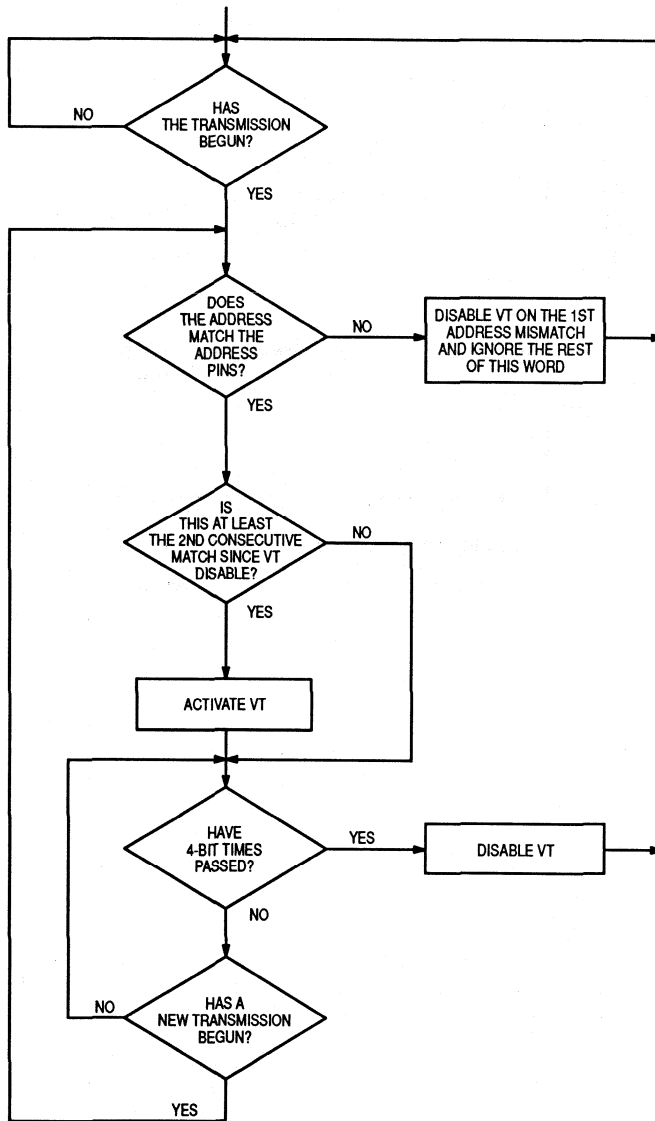 HAS
THE TRANSMISSION
BEGUN?
NO
YES
DOES
THE ADDRESS
MATCH THE
ADDRESS
PINS?
NO
DISABLE VT ON THE 1ST
ADDRESS MISMATCH
AND IGNORE THE REST
OF THIS WORD
YES
IS
THIS AT LEAST
THE 2ND CONSECUTIVE
MATCH SINCE VT
DISABLE?
NO
YES
ACTIVATE VT
HAVE
4-BIT TIMES
PASSED?
YES
DISABLE VT
NO
HAS A
NEW TRANSMISSION
BEGUN?
NO
YES